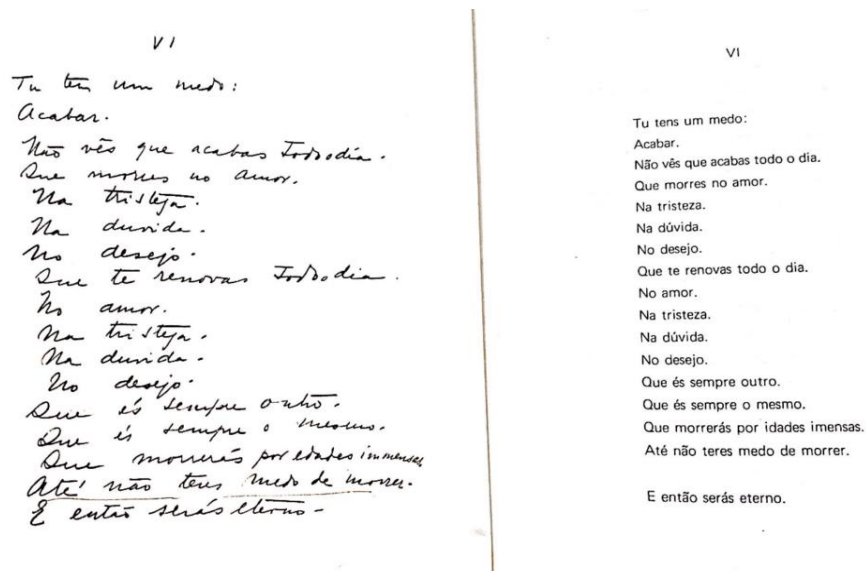 VI
Tu tens um medo:
Acabar.
Não vês que acabas todo dia.
Que morres no amor.
Na tristeza.
Na duvida.
No desejo.
Que te renovas todo dia.
No amor.
Na tristeza.
Na duvida.
No desejo.
Que és sempre outro.
Que és sempre o mesmo.
Que morrerás por edades immensas.
Até não teres medo de morrer.
E então serás eterno.
VI
Tu tens um medo:
Acabar.
Não vês que acabas todo o dia.
Que morres no amor.
Na tristeza.
Na dúvida.
No desejo.
Que te renovas todo o dia.
No amor.
Na tristeza.
Na dúvida.
No desejo.
Que és sempre outro.
Que és sempre o mesmo.
Que morrerás por idades imensas.
Até não teres medo de morrer.
E então serás eterno.